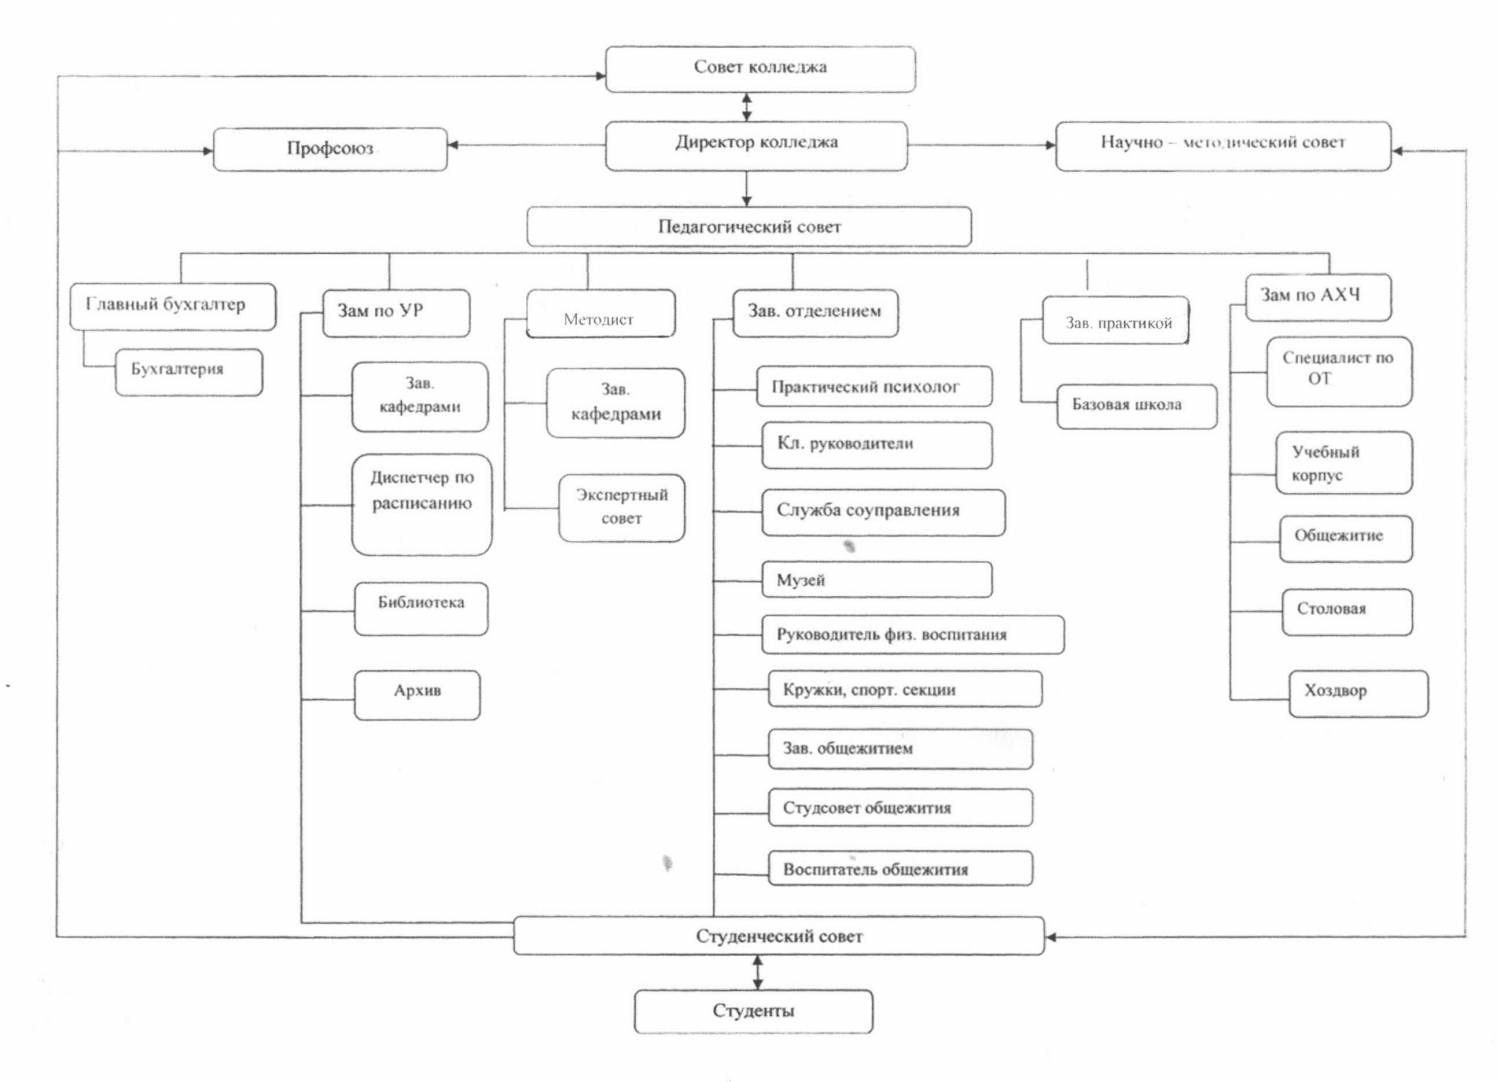 Совет колледжа
Профсоюз
Директор колледжа
Научно – методический совет
Педагогический совет
Главный бухгалтер
Бухгалтерия
Зам по УР
Зав.
кафедрами
Диспетчер по
расписанию
Библиотека
Архив
Методист
Зав.
кафедрами
Экспертный
совет
Зав. отделением
Практический психолог
Кл. руководители
Служба соуправления
Музей
Руководитель физ. воспитания
Кружки, спорт. секции
Зав. общежитием
Студсовет общежития
Воспитатель общежития
Зав. практикой
Базовая школа
Зам по АХЧ
Специалист по
ОТ
Учебный
корпус
Общежитие
Столовая
Хоздвор
Студенческий совет
Студенты